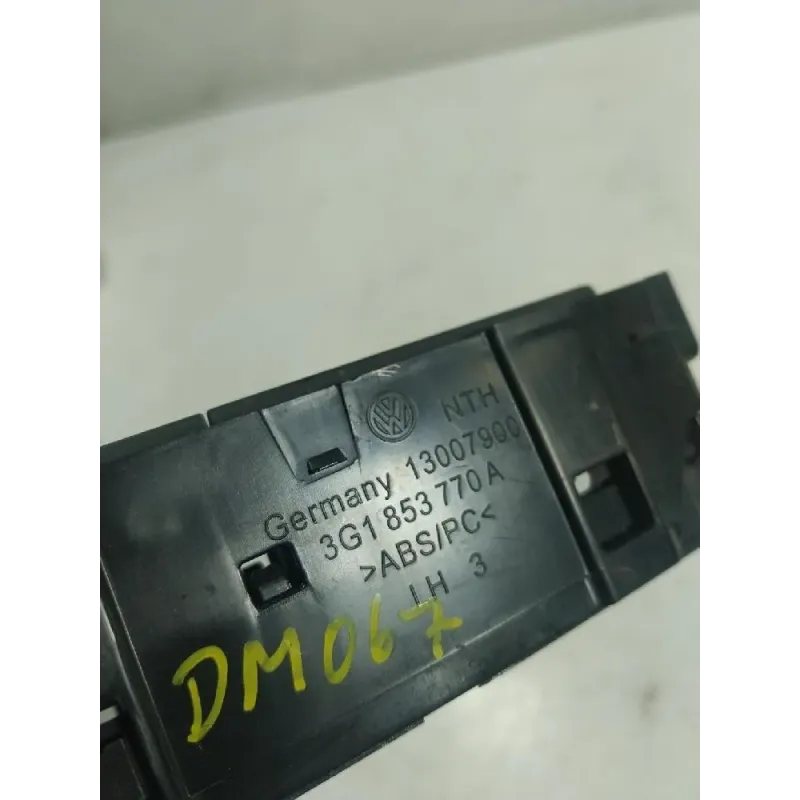 NTH
Germany 13007900
3G1 853 770 A
>ABS/PC<
LH 3
DM067